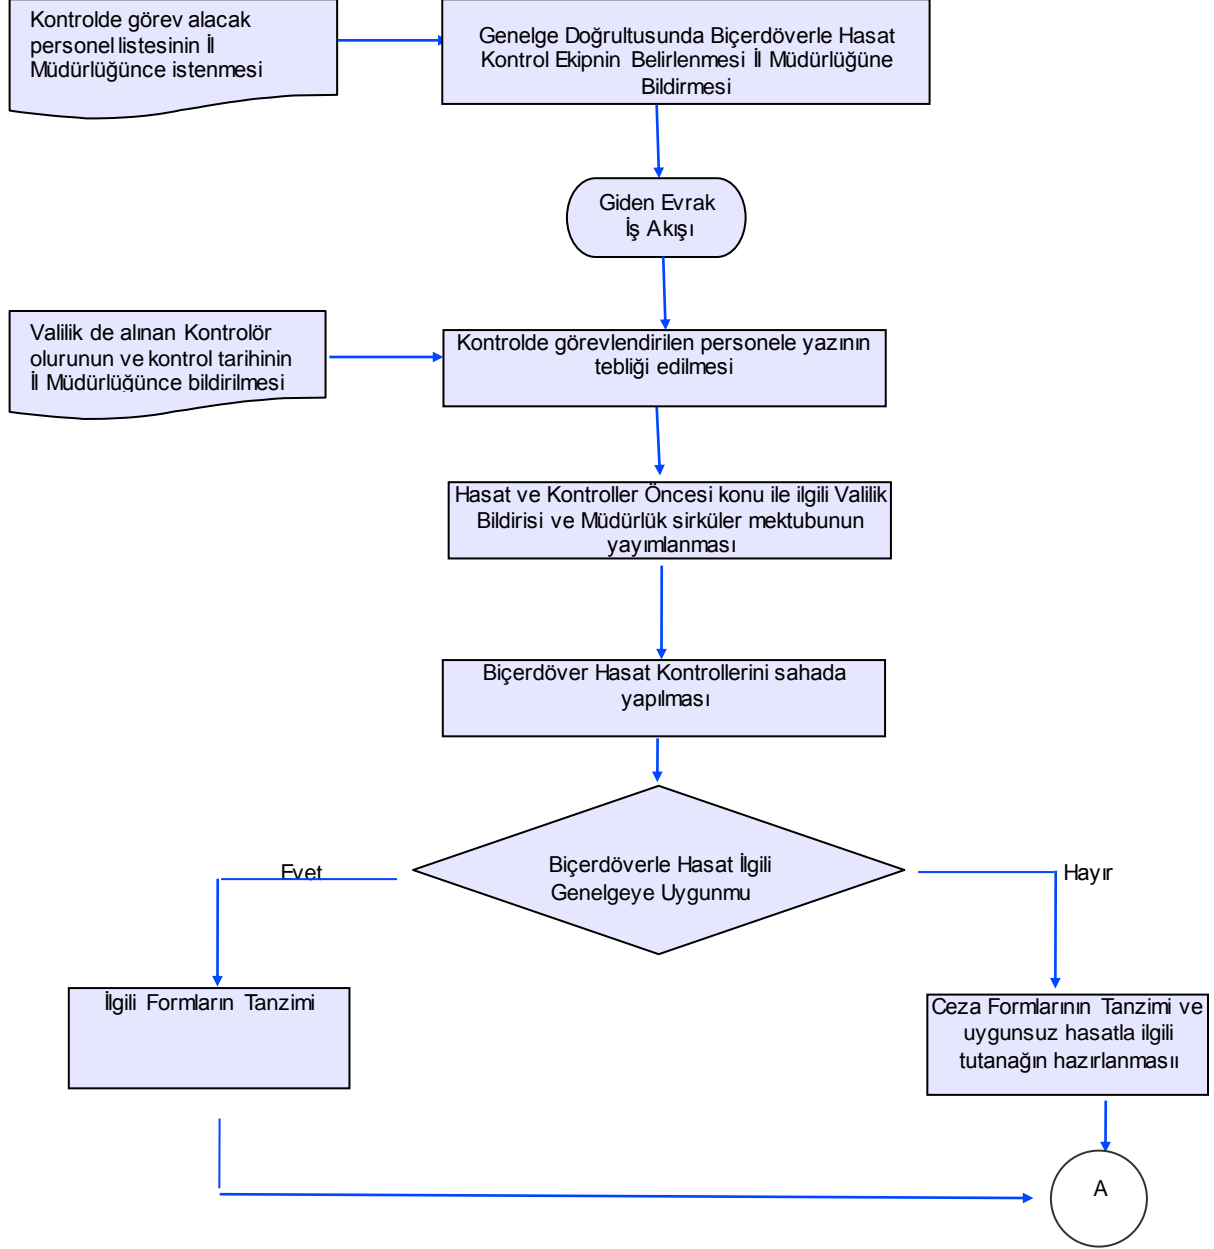 Kontrolde görev alacak
personel listesinin İl
Müdürlüğünce istenmesi
Genelge Doğrultusunda Biçerdöverle Hasat
Kontrol Ekipnin Belirlenmesi İl Müdürlüğüne
Bildirmesi
Giden Evrak
İş Akışı
Valilik de alınan Kontrolör
olurunun ve kontrol tarihinin
İl Müdürlüğünce bildirilmesi
Kontrolde görevlendirilen personele yazının
tebliği edilmesi
Hasat ve Kontroller Öncesi konu ile ilgili Valilik
Bildirisi ve Müdürlük sirküler mektubunun
yayımlanması
Biçerdöver Hasat Kontrollerini sahada
yapılması
Biçerdöverle Hasat İlgili
Genelgeye Uygunmu
Evet
Hayır
İlgili Formların Tanzimi
Ceza Formlarının Tanzimi ve
uygunsuz hasatla ilgili
tutanağın hazırlanmasıı
A